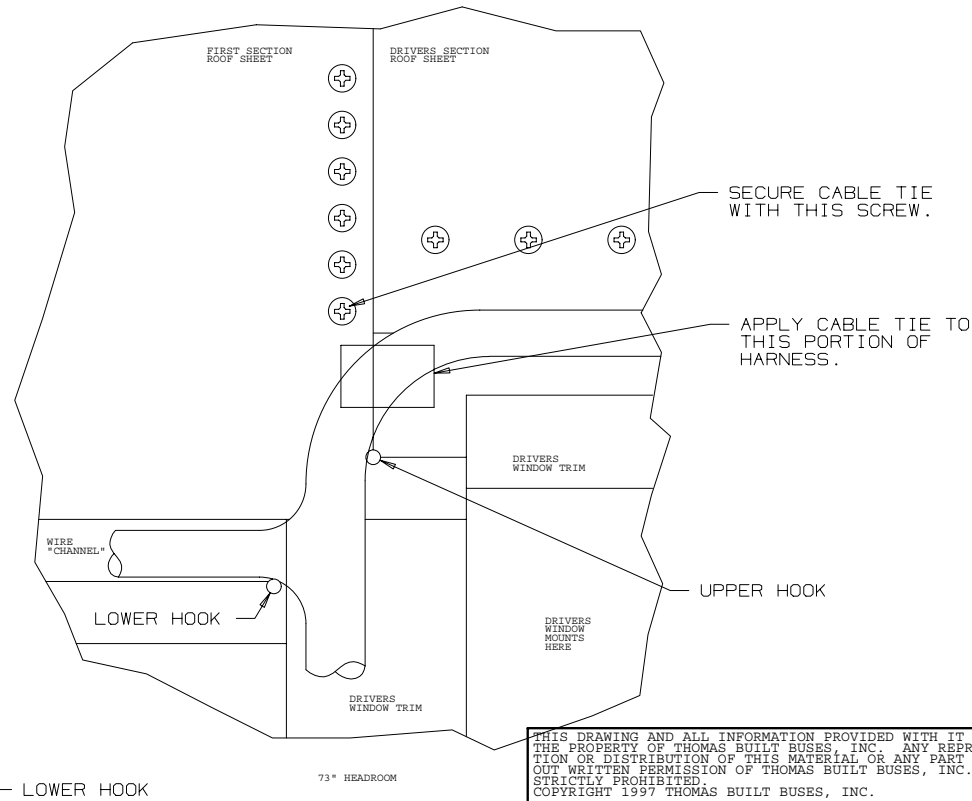 FIRST SECTION
ROOF SHEET
DRIVERS SECTION
ROOF SHEET
SECURE CABLE TIE
WITH THIS SCREW.
APPLY CABLE TIE TO
THIS PORTION OF
HARNESS.
DRIVERS
WINDOW TRIM
WIRE
"CHANNEL"
UPPER HOOK
LOWER HOOK
DRIVERS
WINDOW
MOUNTS
HERE
DRIVERS
WINDOW TRIM
73" HEADROOM
LOWER HOOK
THIS DRAWING AND ALL INFORMATION PROVIDED WITH IT
THE PROPERTY OF THOMAS BUILT BUSES, INC. ANY REPR
TION OR DISTRIBUTION OF THIS MATERIAL OR ANY PART
OUT WRITTEN PERMISSION OF THOMAS BUILT BUSES, INC.
STRICTLY PROHIBITED.
COPYRIGHT 1997 THOMAS BUILT BUSES, INC.